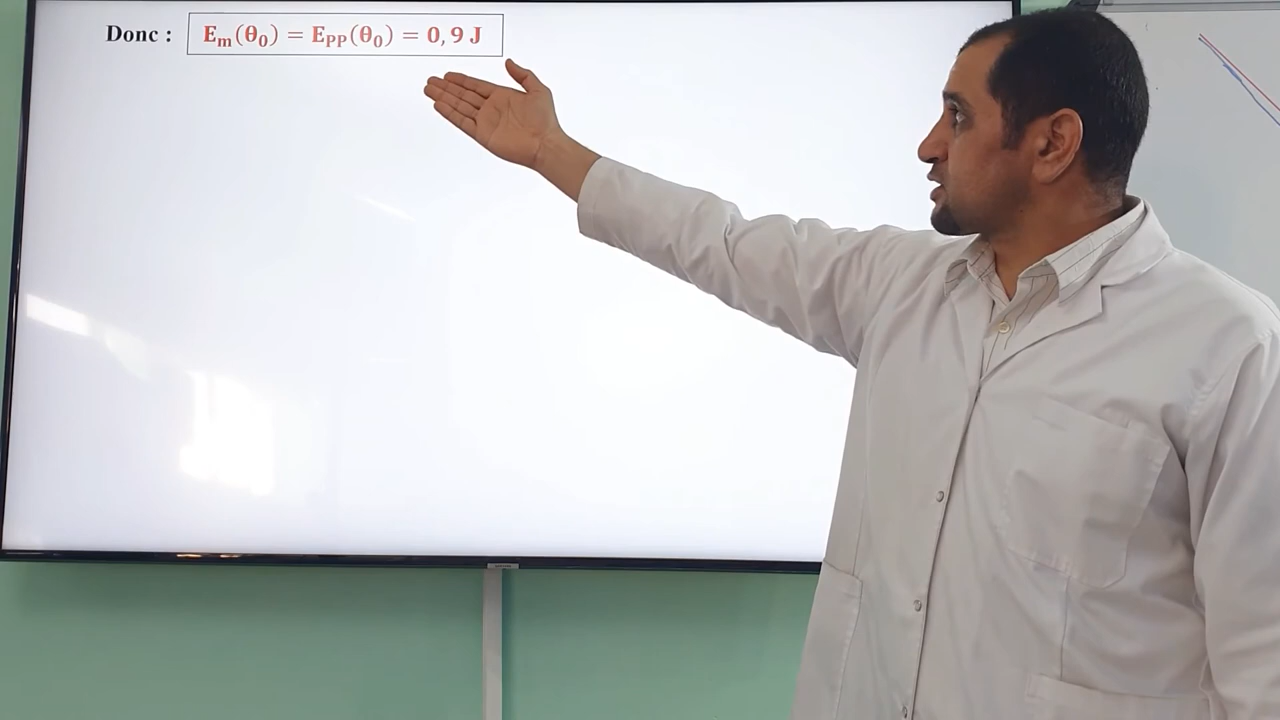 Donc : Eₘ(θ₀) = Eₚₚ(θ₀) = 0,9 J